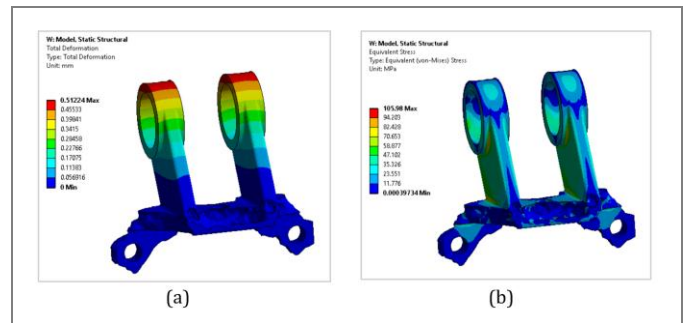 W: Model, Static Structural
Total Deformation
Type: Total Deformation
Unit: mm
0.51224 Max
0.45533
0.39841
0.3415
0.28458
0.22766
0.17075
0.11383
0.056916
0 Min
(a)
W: Model, Static Structural
Equivalent Stress
Type: Equivalent (von-Mises) Stress
Unit: MPa
105.98 Max
94.205
82.429
70.653
58.877
47.102
35.326
23.551
11.776
0.00039734 Min
(b)